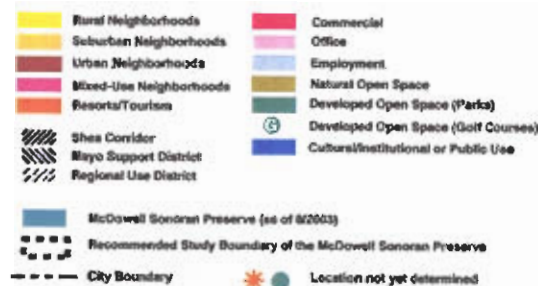 Rural Neighborhoods
Suburban Neighborhoods
Urban Neighborhoods
Mixed-Use Neighborhoods
Resorts/Tourism
Shea Corridor
Mayo Support District
Regional Use District
Commercial
Office
Employment
Natural Open Space
Developed Open Space (Parks)
G Developed Open Space (Golf Courses)
Cultural/Institutional or Public Use
McDowell Sonoran Preserve (as of 8/2003)
Recommended Study Boundary of the McDowell Sonoran Preserve
City Boundary
Location not yet determined